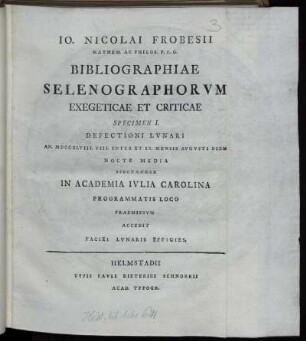 3
IO. NICOLAI FROBESII
MATHEM. AC PHILOS. P. P. O.
BIBLIOGRAPHIAE
SELENOGRAPHORVM
EXEGETICAE ET CRITICAE
SPECIMEN I.
DEFECTIONI LVNARI
AN. MDCCXLVIII. VIII. INTER ET IX. MENSIS AVGVSTI DIEM
NOCTE MEDIA
SPECTANDAE
IN ACADEMIA IVLIA CAROLINA
PROGRAMMATIS LOCO
PRAEMISSVM
ACCEDIT
FACIEI LVNARIS EFFIGIES.
HELMSTADII
TYPIS PAVLI DIETERICI SCHNORRII
ACAD. TYPOGR.